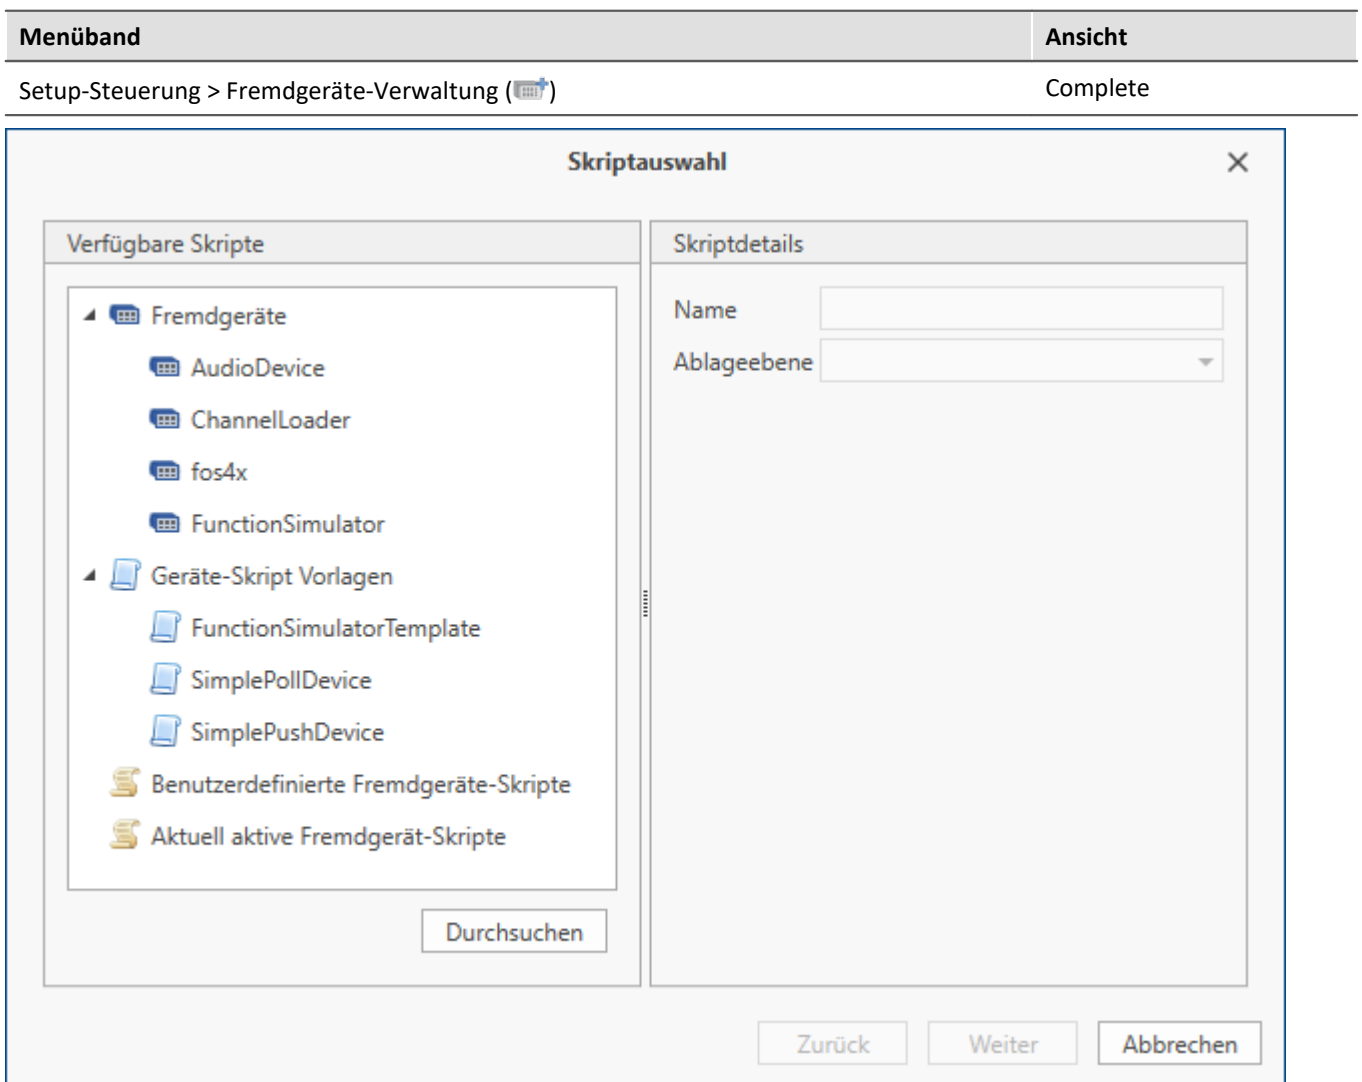 Menüband Ansicht
Setup-Steuerung > Fremdgeräte-Verwaltung () Complete
Skriptauswahl
Verfügbare Skripte
Fremdgeräte
AudioDevice
ChannelLoader
fos4x
FunctionSimulator
Geräte-Skript Vorlagen
FunctionSimulatorTemplate
SimplePollDevice
SimplePushDevice
Benutzerdefinierte Fremdgeräte-Skripte
Aktuell aktive Fremdgerät-Skripte
Durchsuchen
Skriptdetails
Name
Ablageebene
Zurück Weiter Abbrechen